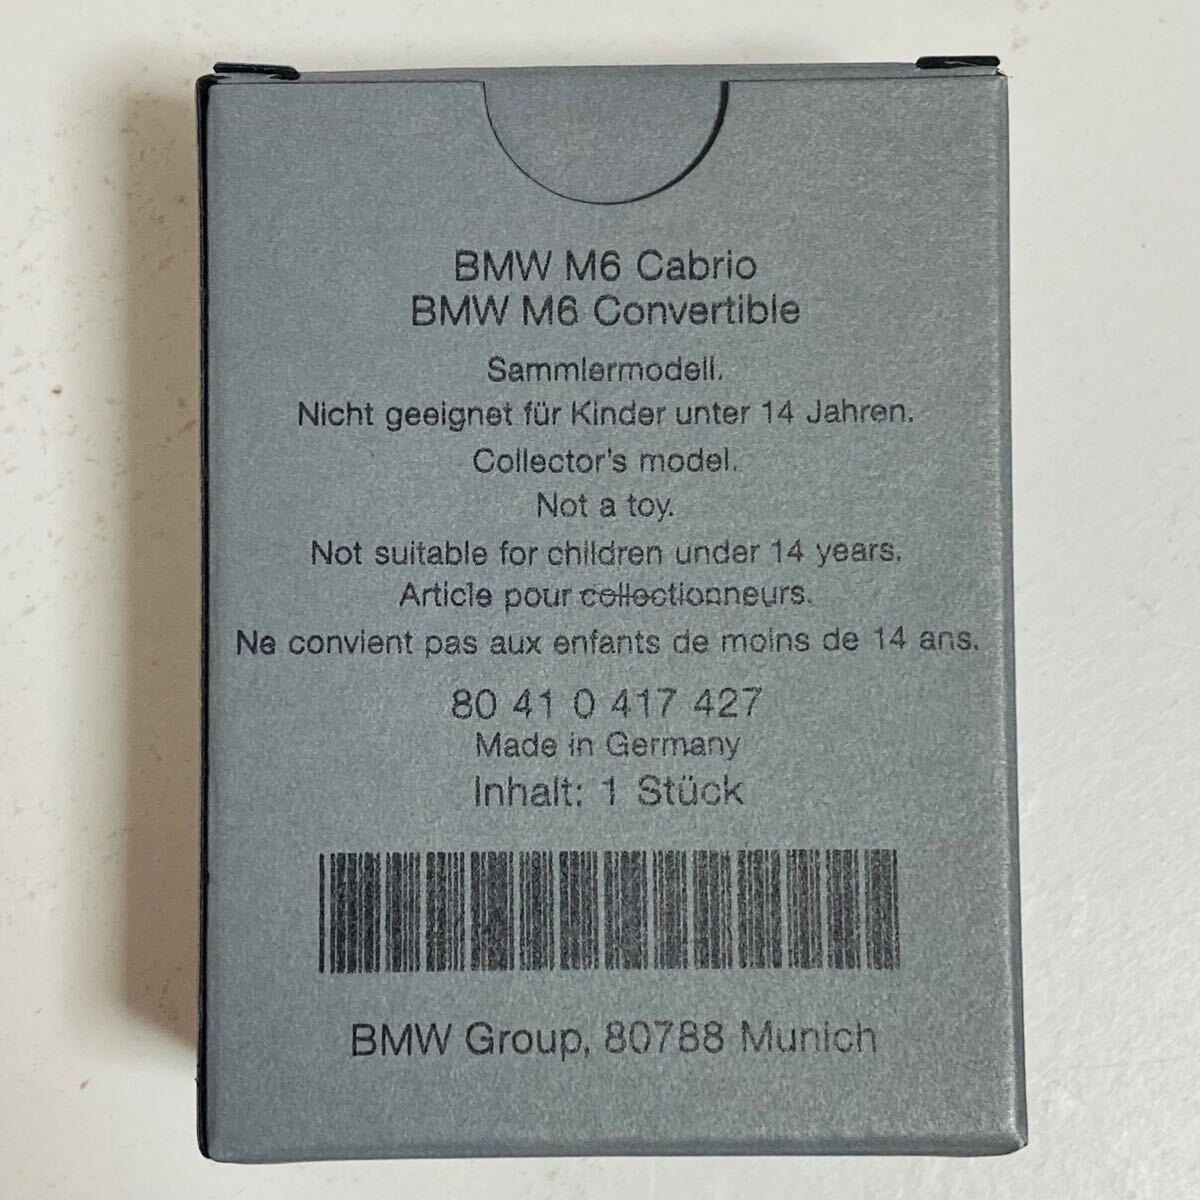 BMW M6 Cabrio
BMW M6 Convertible
Sammlermodell.
Nicht geeignet für Kinder unter 14 Jahren.
Collector's model.
Not a toy.
Not suitable for children under 14 years.
Article pour collectionneurs.
Ne convient pas aux enfants de moins de 14 ans.
80 41 0 417 427
Made in Germany
Inhalt: 1 Stück
BMW Group, 80788 Munich